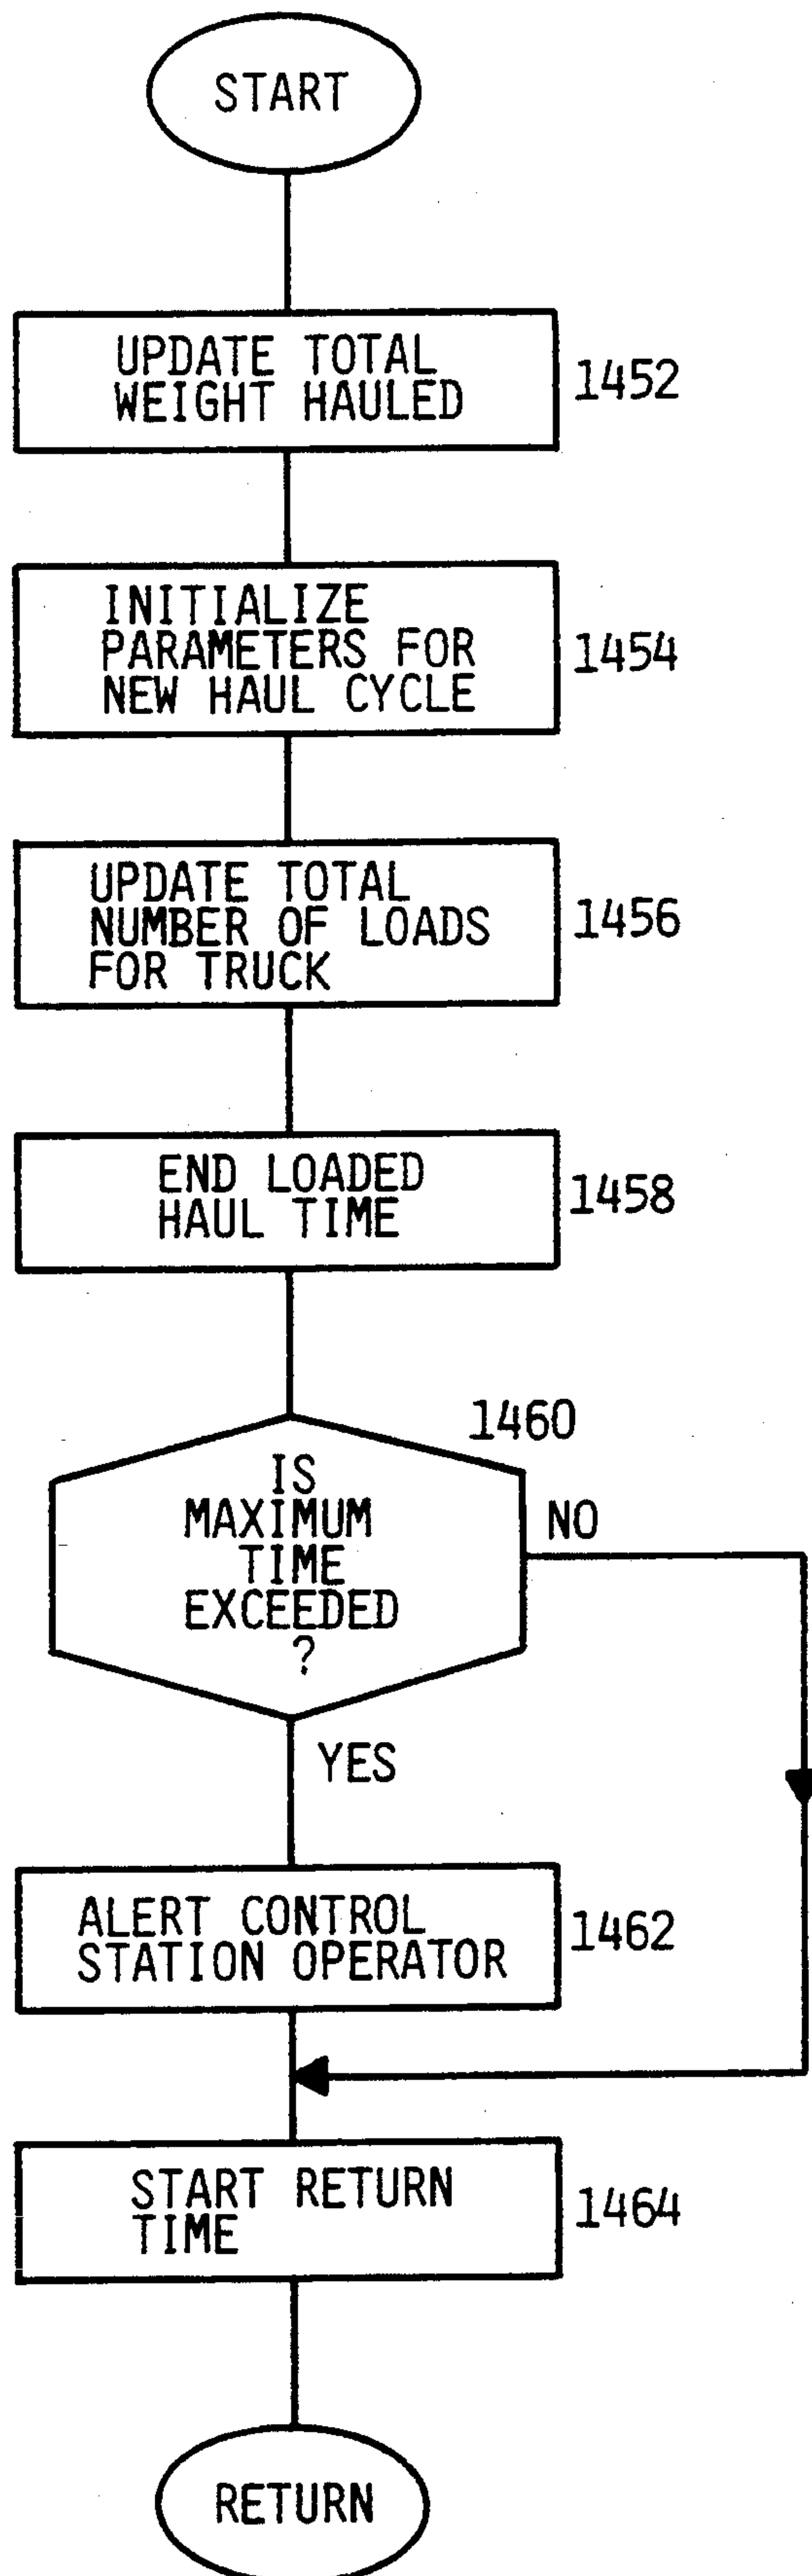 START
UPDATE TOTAL
WEIGHT HAULED
1452
INITIALIZE
PARAMETERS FOR
NEW HAUL CYCLE
1454
UPDATE TOTAL
NUMBER OF LOADS
FOR TRUCK
1456
END LOADED
HAUL TIME
1458
1460
IS
MAXIMUM
TIME
EXCEEDED
?
NO
YES
ALERT CONTROL
STATION OPERATOR
1462
START RETURN
TIME
1464
RETURN